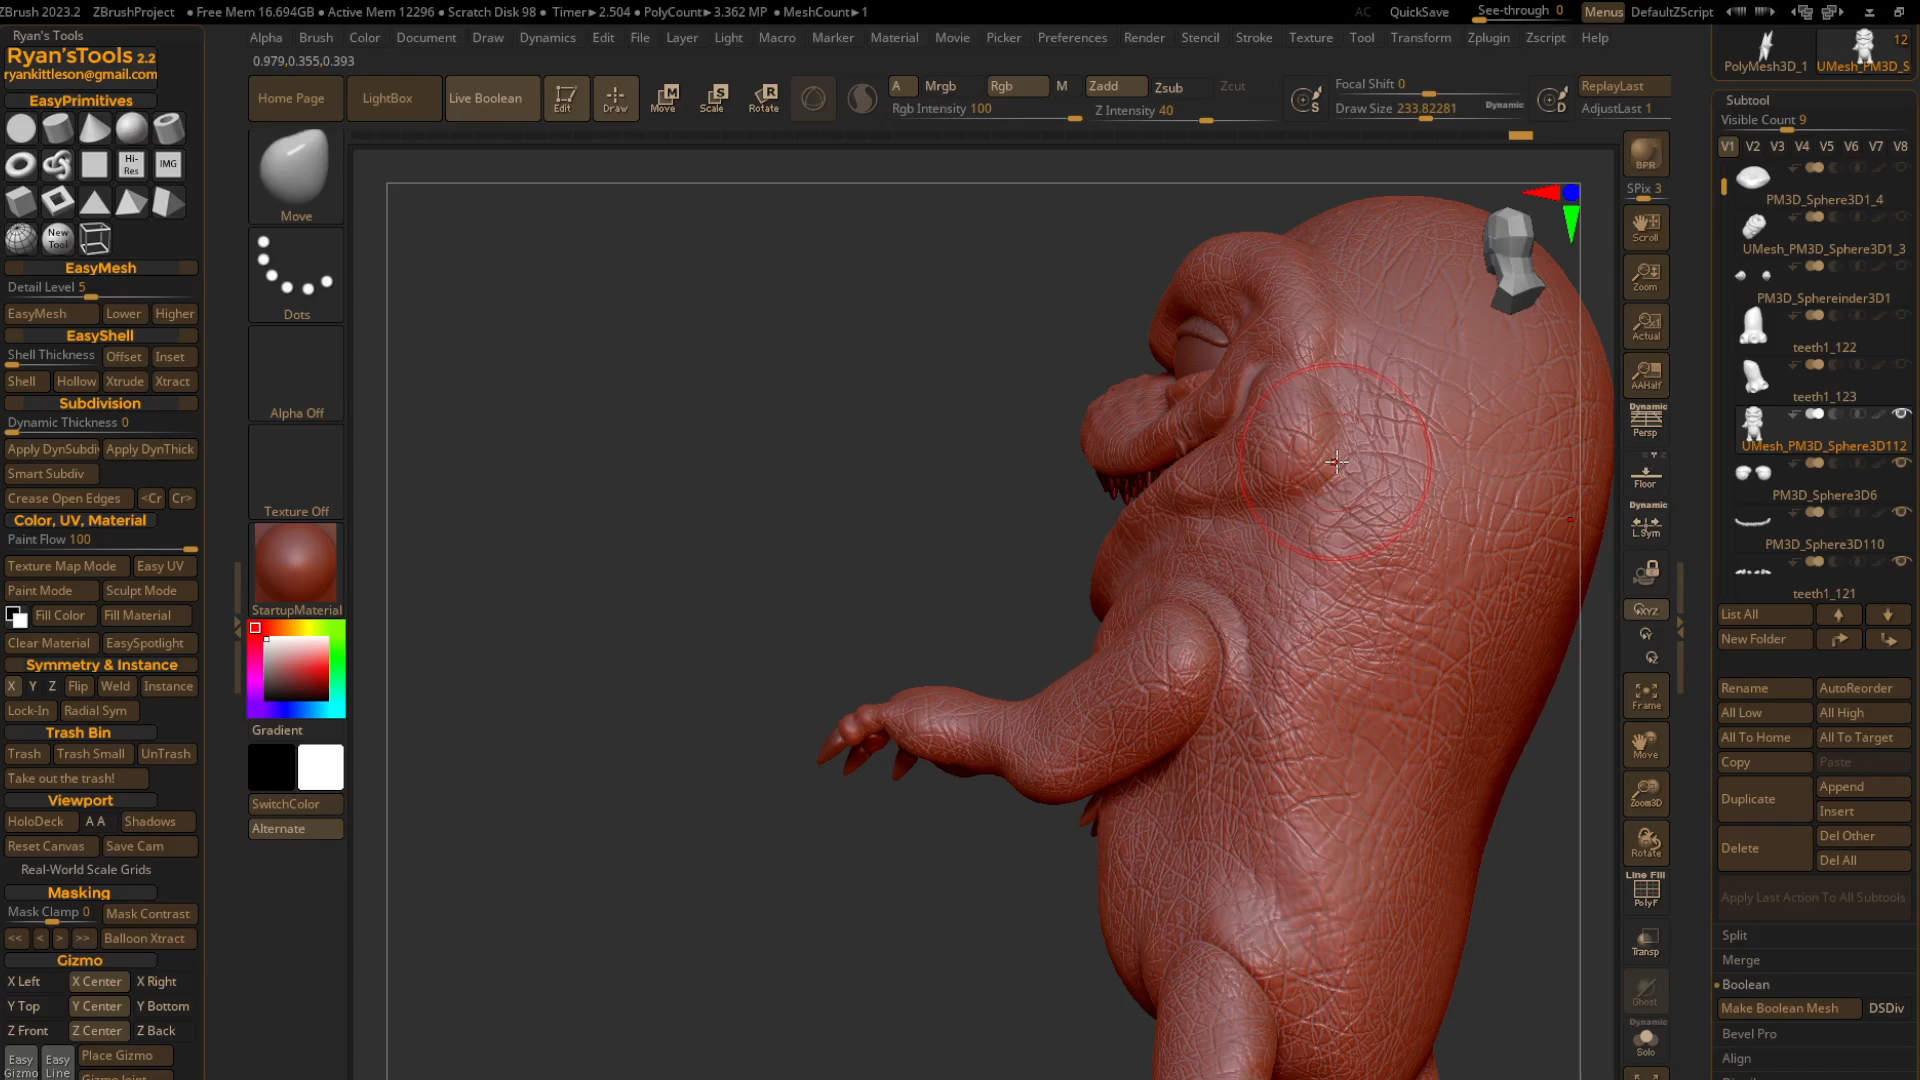 ZBrush 2023.2 ZBrushProject ● Free Mem 16.694GB ● Active Mem 12296 ● Scratch Disk 98 ● Timer▸2.504 ● PolyCount▸3.362 MP ● MeshCount▸1 AC QuickSave See-through 0 Menus DefaultZScript
Ryan's Tools
Alpha Brush Color Document Draw Dynamics Edit File Layer Light Macro Marker Material Movie Picker Preferences Render Stencil Stroke Texture Tool Transform Zplugin Zscript Help
Ryan'sTools 2.2
ryankittleson@gmail.com
0.979,0.355,0.393
Home Page LightBox Live Boolean Edit Draw Move Scale Rotate
M S R
A Mrgb Rgb M Zadd Zsub Zcut
Rgb Intensity 100 Z Intensity 40
S Focal Shift 0
Draw Size 233.82281 Dynamic D
ReplayLast
AdjustLast 1
EasyPrimitives
Hi-Res IMG
New Tool
EasyMesh
Detail Level 5
EasyMesh Lower Higher
EasyShell
Shell Thickness Offset Inset
Shell Hollow Xtrude Xtract
Subdivision
Dynamic Thickness 0
Apply DynSubdiv Apply DynThick
Smart Subdiv
Crease Open Edges <Cr Cr>
Color, UV, Material
Paint Flow 100
Texture Map Mode Easy UV
Paint Mode Sculpt Mode
Fill Color Fill Material
Clear Material EasySpotlight
Symmetry & Instance
X Y Z Flip Weld Instance
Lock-In Radial Sym
Trash Bin
Trash Trash Small UnTrash
Take out the trash!
Viewport
HoloDeck A A Shadows
Reset Canvas Save Cam
Real-World Scale Grids
Masking
Mask Clamp 0 Mask Contrast
<< < > >> Balloon Xtract
Gizmo
X Left X Center X Right
Y Top Y Center Y Bottom
Z Front Z Center Z Back
Easy Gizmo Easy Line Place Gizmo
Move
Dots
Alpha Off
Texture Off
StartupMaterial
Gradient
SwitchColor
Alternate
BPR
SPix 3
Scroll
Zoom
Actual
AAHalf
Dynamic
Persp
Floor
Dynamic
L.Sym
XYZ
Frame
Move
Zoom3D
Rotate
Line Fill
PolyF
Transp
Ghost
Dynamic
Solo
12
PolyMesh3D_1 UMesh_PM3D_S
Subtool
Visible Count 9
V1 V2 V3 V4 V5 V6 V7 V8
PM3D_Sphere3D1_4
UMesh_PM3D_Sphere3D1_3
PM3D_Sphereinder3D1
teeth1_122
teeth1_123
UMesh_PM3D_Sphere3D112
PM3D_Sphere3D6
PM3D_Sphere3D110
teeth1_121
List All
New Folder
Rename AutoReorder
All Low All High
All To Home All To Target
Copy Paste
Duplicate Append
Insert
Delete Del Other
Del All
Apply Last Action To All Subtools
Split
Merge
Boolean
Make Boolean Mesh DSDiv
Bevel Pro
Align